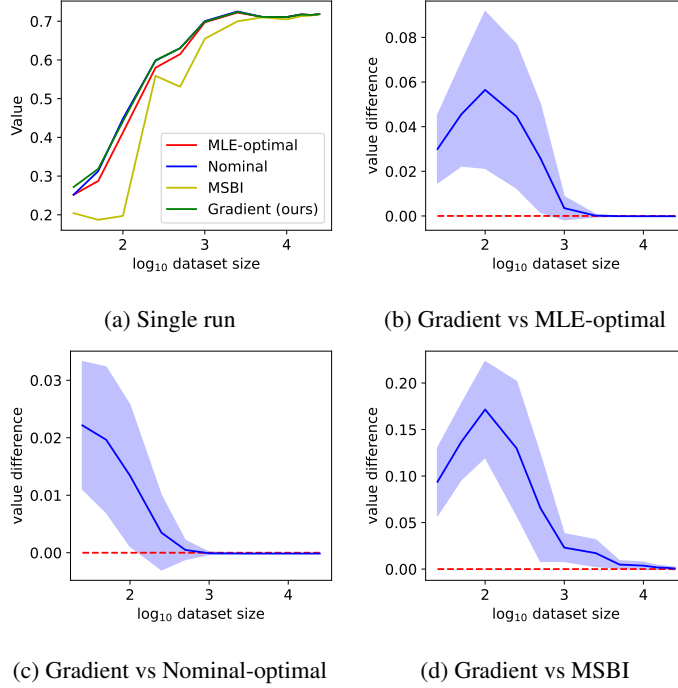 0.7
0.6
0.5
0.4
0.3
0.2
Value
MLE-optimal
Nominal
MSBI
Gradient (ours)
2 3 4
log10 dataset size
(a) Single run
0.08
0.06
0.04
0.02
0.00
value difference
2 3 4
log10 dataset size
(b) Gradient vs MLE-optimal
0.03
0.02
0.01
0.00
value difference
2 3 4
log10 dataset size
(c) Gradient vs Nominal-optimal
0.20
0.15
0.10
0.05
0.00
value difference
2 3 4
log10 dataset size
(d) Gradient vs MSBI